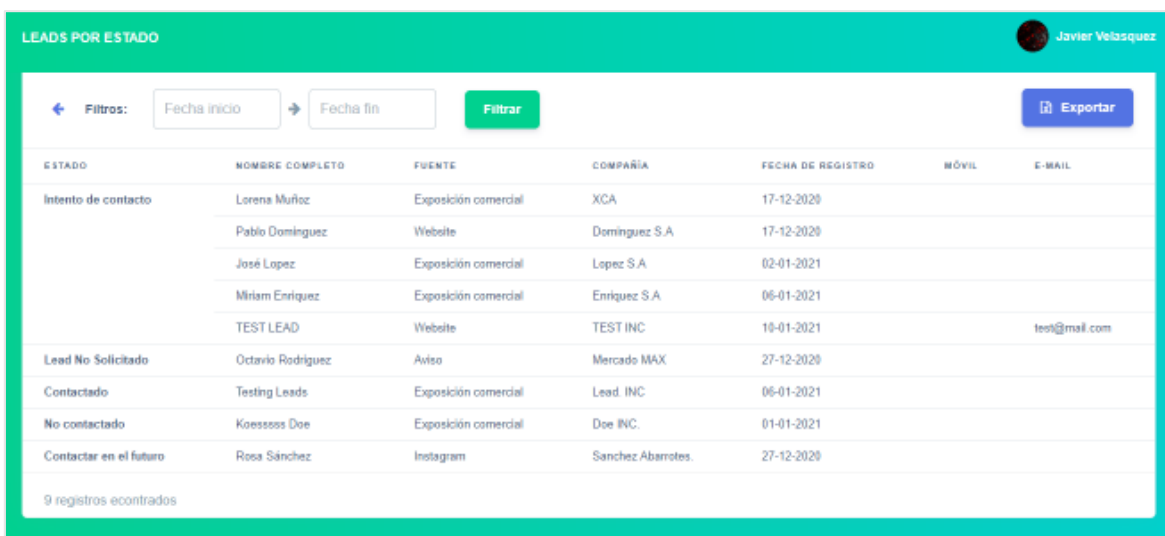 LEADS POR ESTADO
Javier Velasquez
Filtros: Fecha inicio Fecha fin Filtrar Exportar
ESTADO NOMBRE COMPLETO FUENTE COMPAÑÍA FECHA DE REGISTRO MÓVIL E-MAIL
Intento de contacto Lorena Muñoz Exposición comercial XCA 17-12-2020
Pablo Dominguez Website Dominguez S.A 17-12-2020
José Lopez Exposición comercial Lopez S.A 02-01-2021
Miriam Enriquez Exposición comercial Enriquez S.A 06-01-2021
TEST LEAD Website TEST INC 10-01-2021 test@mail.com
Lead No Solicitado Octavio Rodriguez Aviso Mercado MAX 27-12-2020
Contactado Testing Leads Exposición comercial Lead. INC 06-01-2021
No contactado Koesssss Doe Exposición comercial Doe INC. 01-01-2021
Contactar en el futuro Rosa Sánchez Instagram Sanchez Abarrotes. 27-12-2020
9 registros econtrados